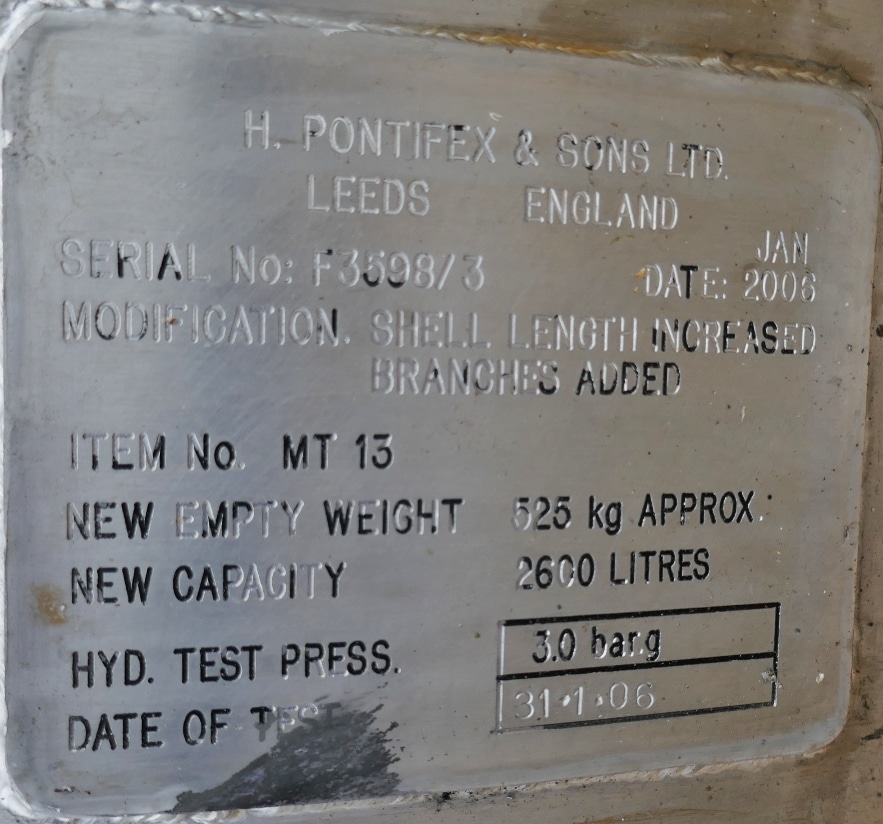 H. PONTIFEX & SONS LTD.
LEEDS ENGLAND
SERIAL No: F3598/3 DATE: JAN 2006
MODIFICATION. SHELL LENGTH INCREASED
BRANCHES ADDED
ITEM No. MT 13
NEW EMPTY WEIGHT 525 kg APPROX.
NEW CAPACITY 2600 LITRES
HYD. TEST PRESS. 3.0 bar.g
DATE OF TEST 31·1·06